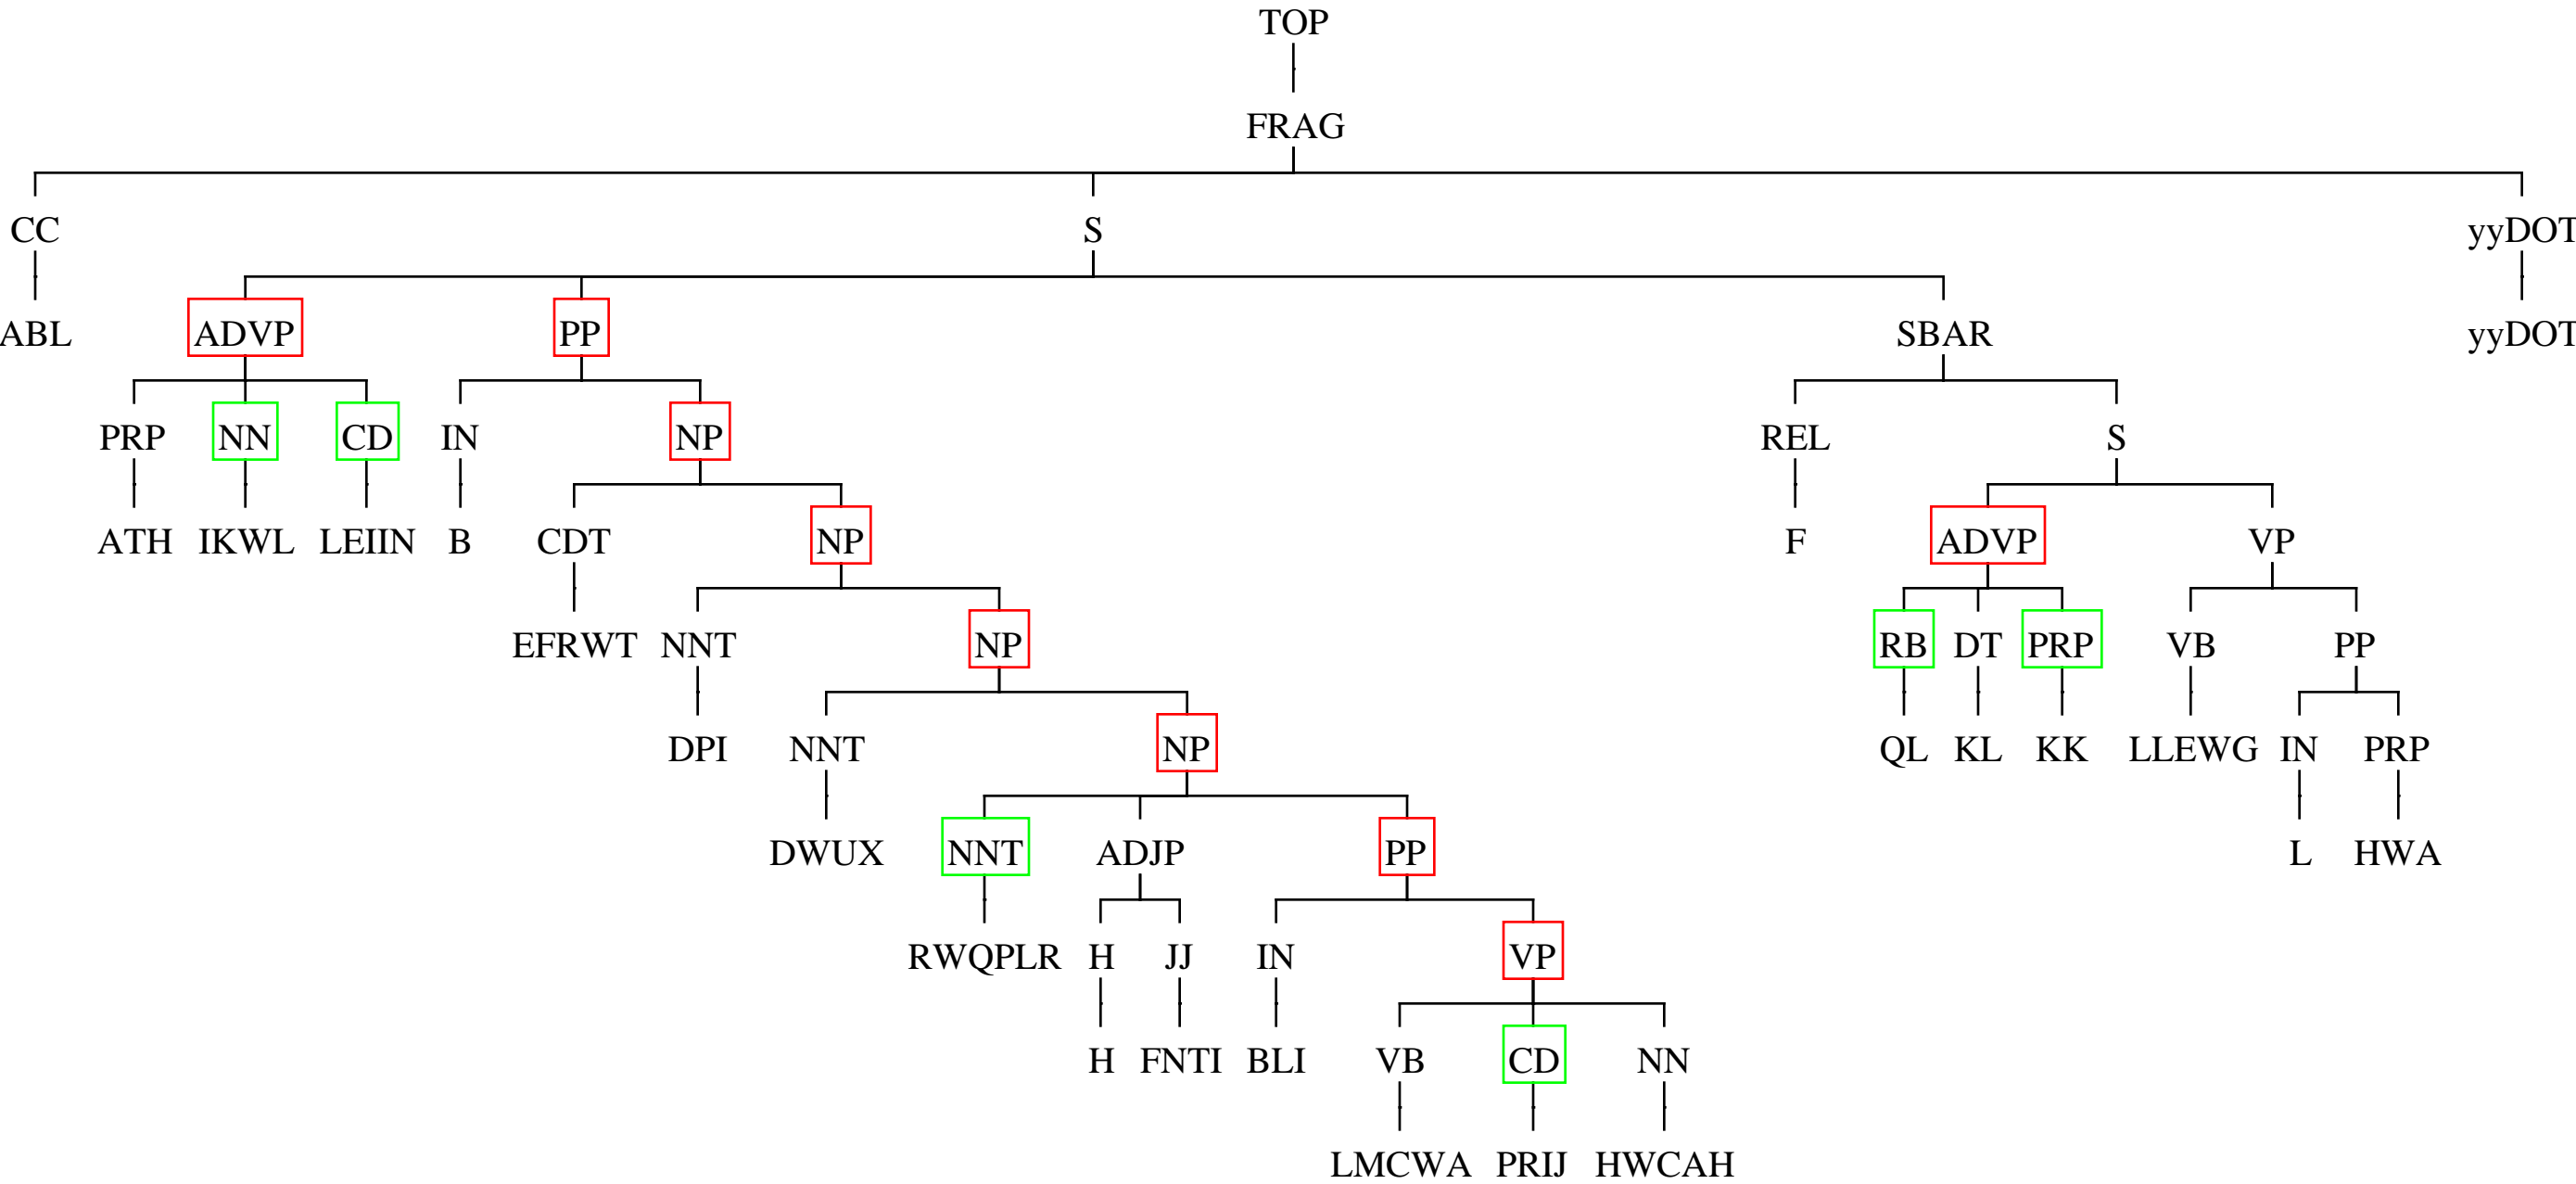 TOP
FRAG
CC S yyDOT
ABL ADVP PP SBAR yyDOT
PRP NN CD IN NP REL S
ATH IKWL LEIIN B CDT NP F ADVP VP
EFRWT NNT NP RB DT PRP VB PP
DPI NNT NP QL KL KK LLEWG IN PRP
DWUX NNT ADJP PP L HWA
RWQPLR H JJ IN VP
H FNTI BLI VB CD NN
LMCWA PRIJ HWCAH